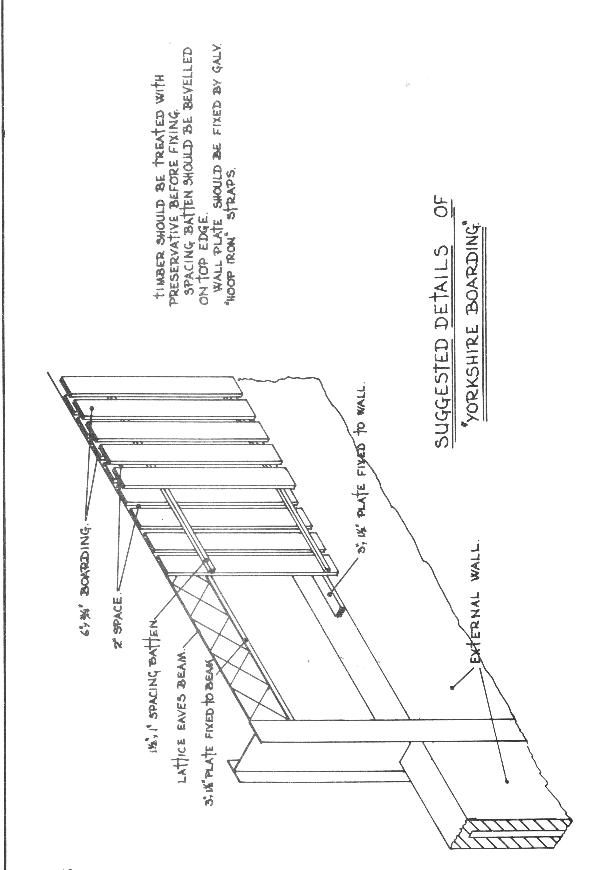 TIMBER SHOULD BE TREATED WITH
PRESERVATIVE BEFORE FIXING.
SPACING BATTEN SHOULD BE BEVELLED
ON TOP EDGE.
WALL PLATE SHOULD BE FIXED BY GALV.
"HOOP IRON" STRAPS.
6"x¾" BOARDING.
2" SPACE.
1½"x1" SPACING BATTEN.
LATTICE EAVES BEAM.
3"x1½" PLATE FIXED TO BEAM
3"x1½" PLATE FIXED TO WALL.
EXTERNAL WALL.
SUGGESTED DETAILS OF
"YORKSHIRE BOARDING"